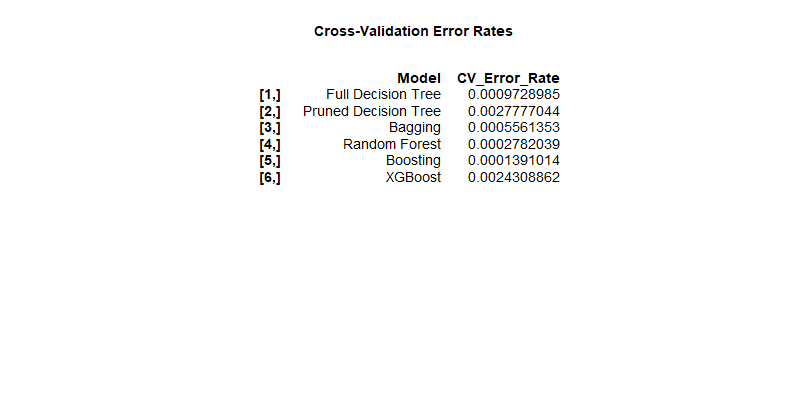 Cross-Validation Error Rates
Model CV_Error_Rate
[1,] Full Decision Tree 0.0009728985
[2,] Pruned Decision Tree 0.0027777044
[3,] Bagging 0.0005561353
[4,] Random Forest 0.0002782039
[5,] Boosting 0.0001391014
[6,] XGBoost 0.0024308862